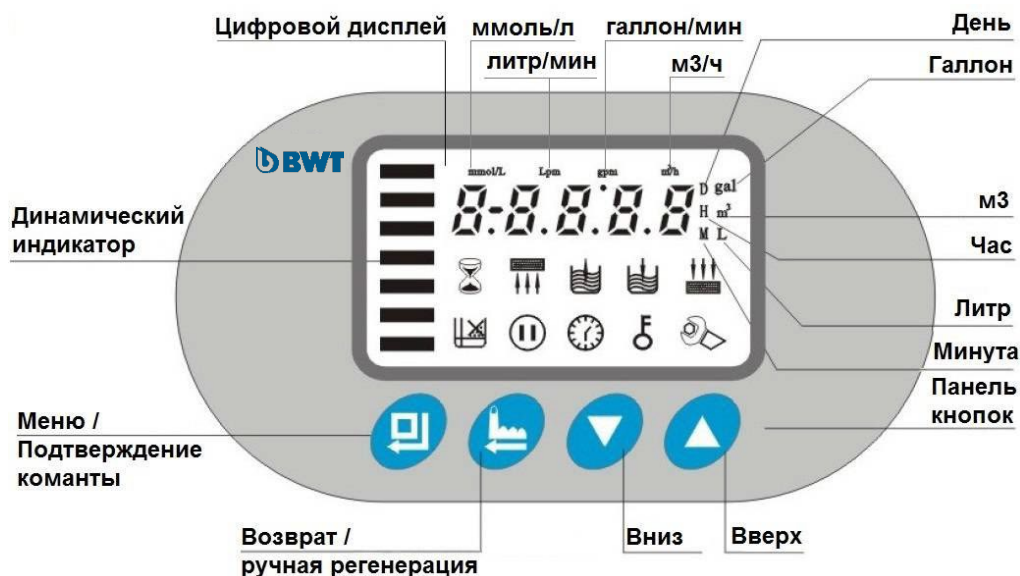 Цифровой дисплей
ммоль/л
галлон/мин
День
литр/мин
м3/ч
Галлон
BWT
mmol/L
Lpm
gpm
m³/h
8-8.8:8.8
D gal
H m³
M L
Динамический
индикатор
м3
Час
Литр
Минута
Панель
кнопок
Меню /
Подтверждение
команты
Возврат /
ручная регенерация
Вниз
Вверх